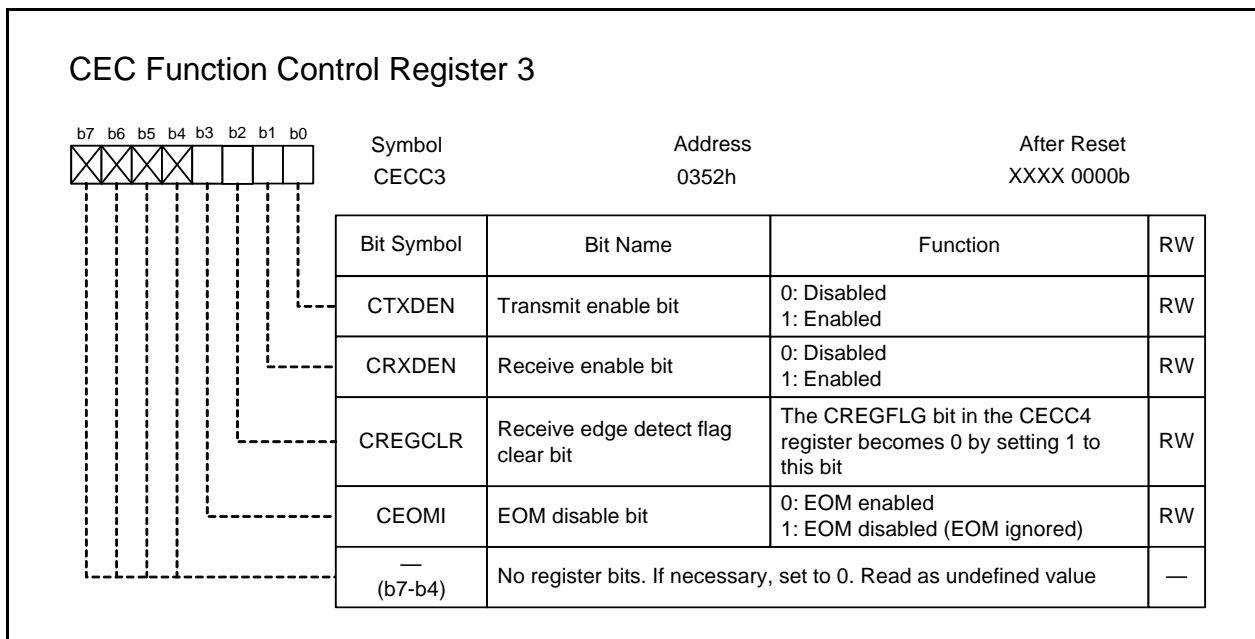 CEC Function Control Register 3
b7 b6 b5 b4 b3 b2 b1 b0
Symbol Address After Reset
CECC3 0352h XXXX 0000b
Bit Symbol Bit Name Function RW
CTXDEN Transmit enable bit 0: Disabled
1: Enabled RW
CRXDEN Receive enable bit 0: Disabled
1: Enabled RW
CREGCLR Receive edge detect flag
clear bit The CREGFLG bit in the CECC4
register becomes 0 by setting 1 to
this bit RW
CEOMI EOM disable bit 0: EOM enabled
1: EOM disabled (EOM ignored) RW
—
(b7-b4) No register bits. If necessary, set to 0. Read as undefined value —